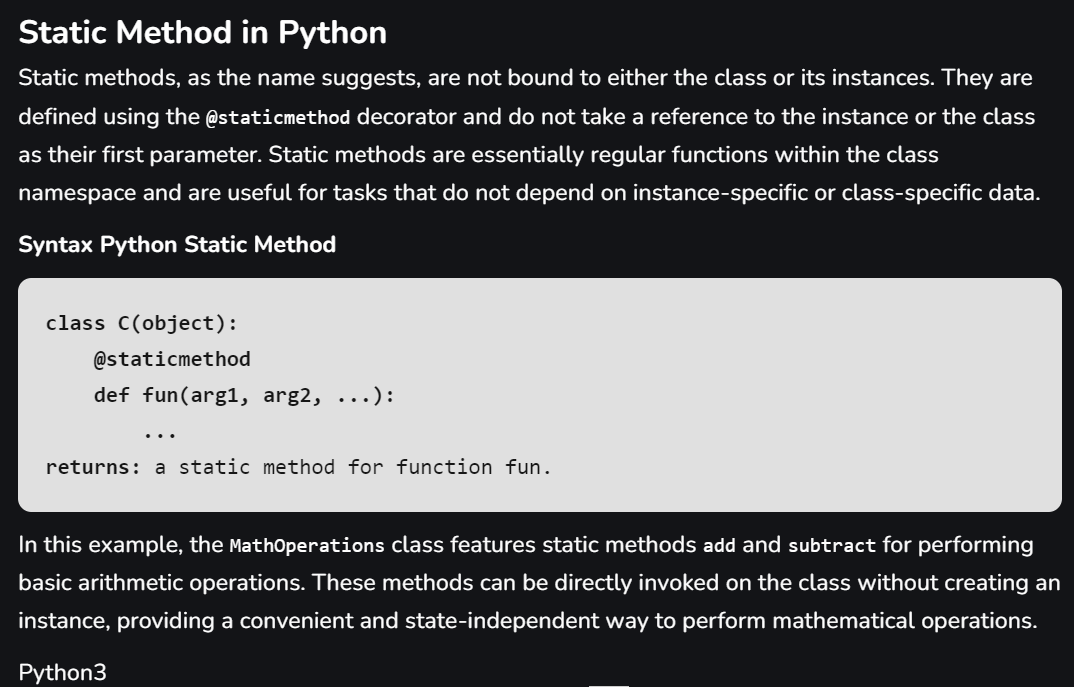 Static Method in Python
Static methods, as the name suggests, are not bound to either the class or its instances. They are
defined using the @staticmethod decorator and do not take a reference to the instance or the class
as their first parameter. Static methods are essentially regular functions within the class
namespace and are useful for tasks that do not depend on instance-specific or class-specific data.
Syntax Python Static Method
class C(object):
    @staticmethod
    def fun(arg1, arg2, ...):
        ...
returns: a static method for function fun.
In this example, the MathOperations class features static methods add and subtract for performing
basic arithmetic operations. These methods can be directly invoked on the class without creating an
instance, providing a convenient and state-independent way to perform mathematical operations.
Python3